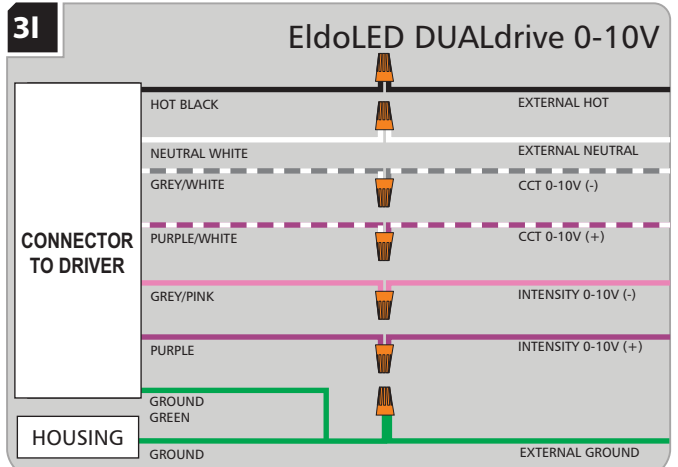 3I
EldoLED DUALdrive 0-10V
HOT BLACK
EXTERNAL HOT
NEUTRAL WHITE
EXTERNAL NEUTRAL
GREY/WHITE
CCT 0-10V (-)
CONNECTOR
TO DRIVER
PURPLE/WHITE
CCT 0-10V (+)
GREY/PINK
INTENSITY 0-10V (-)
PURPLE
INTENSITY 0-10V (+)
GROUND
GREEN
HOUSING
GROUND
EXTERNAL GROUND